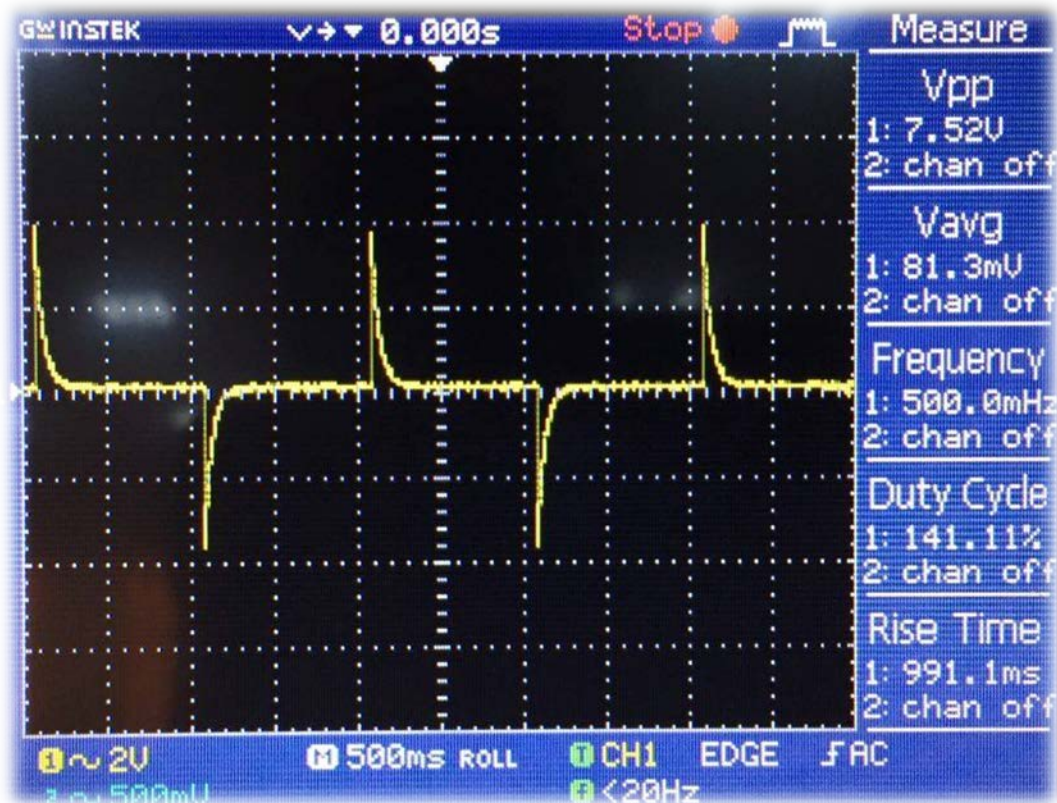 GW INSTEK 0.000s Stop
Measure
Vpp
1: 7.52V
2: chan off
Vavg
1: 81.3mV
2: chan off
Frequency
1: 500.0mHz
2: chan off
Duty Cycle
1: 141.11%
2: chan off
Rise Time
1: 991.1ms
2: chan off
1 ~ 2V M 500ms ROLL T CH1 EDGE AC
2 ~ 500mV f <20Hz